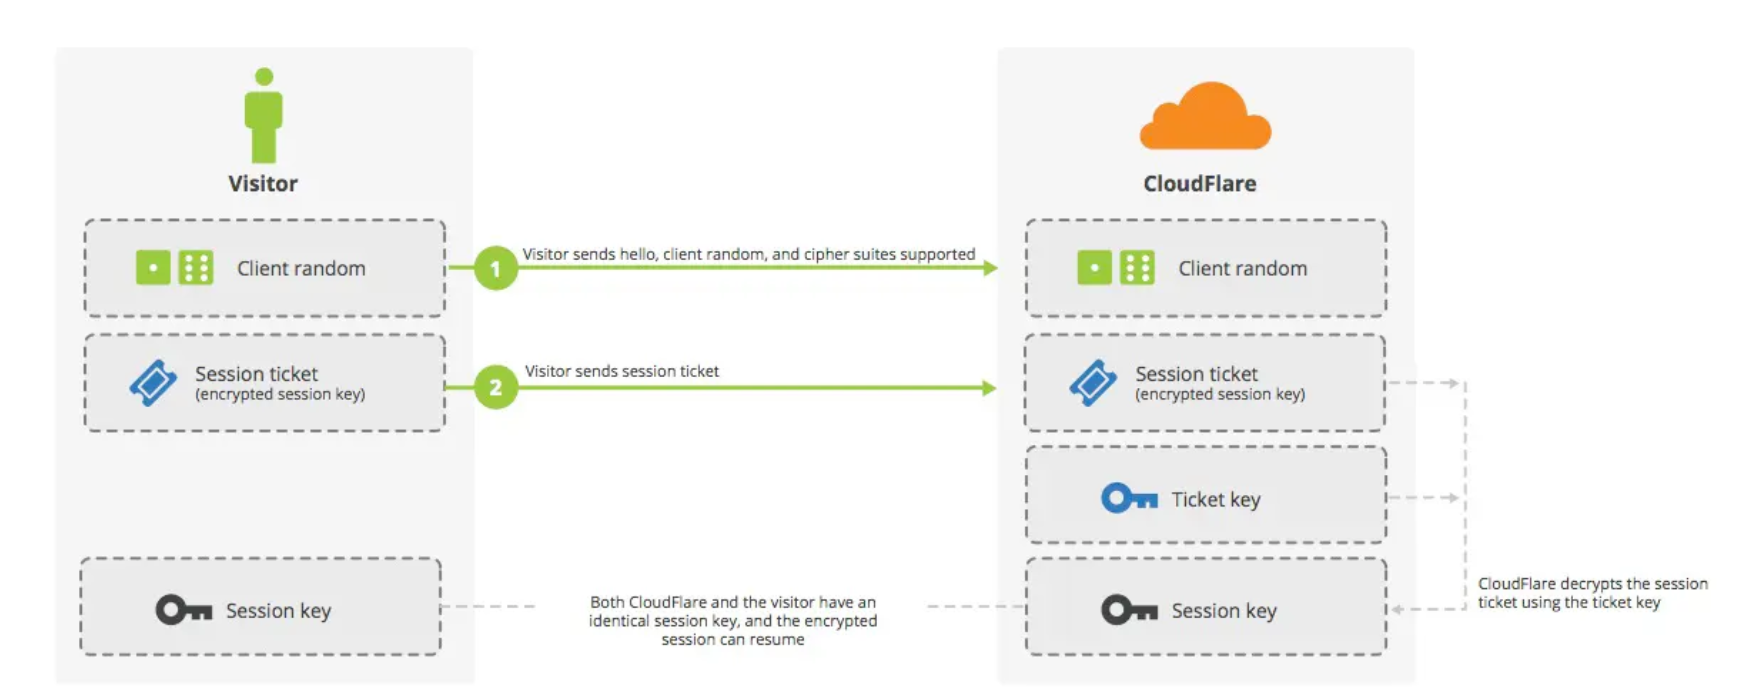 Visitor
CloudFlare
Client random
1
Visitor sends hello, client random, and cipher suites supported
Client random
Session ticket
(encrypted session key)
2
Visitor sends session ticket
Session ticket
(encrypted session key)
Ticket key
Session key
Both CloudFlare and the visitor have an
identical session key, and the encrypted
session can resume
Session key
CloudFlare decrypts the session
ticket using the ticket key